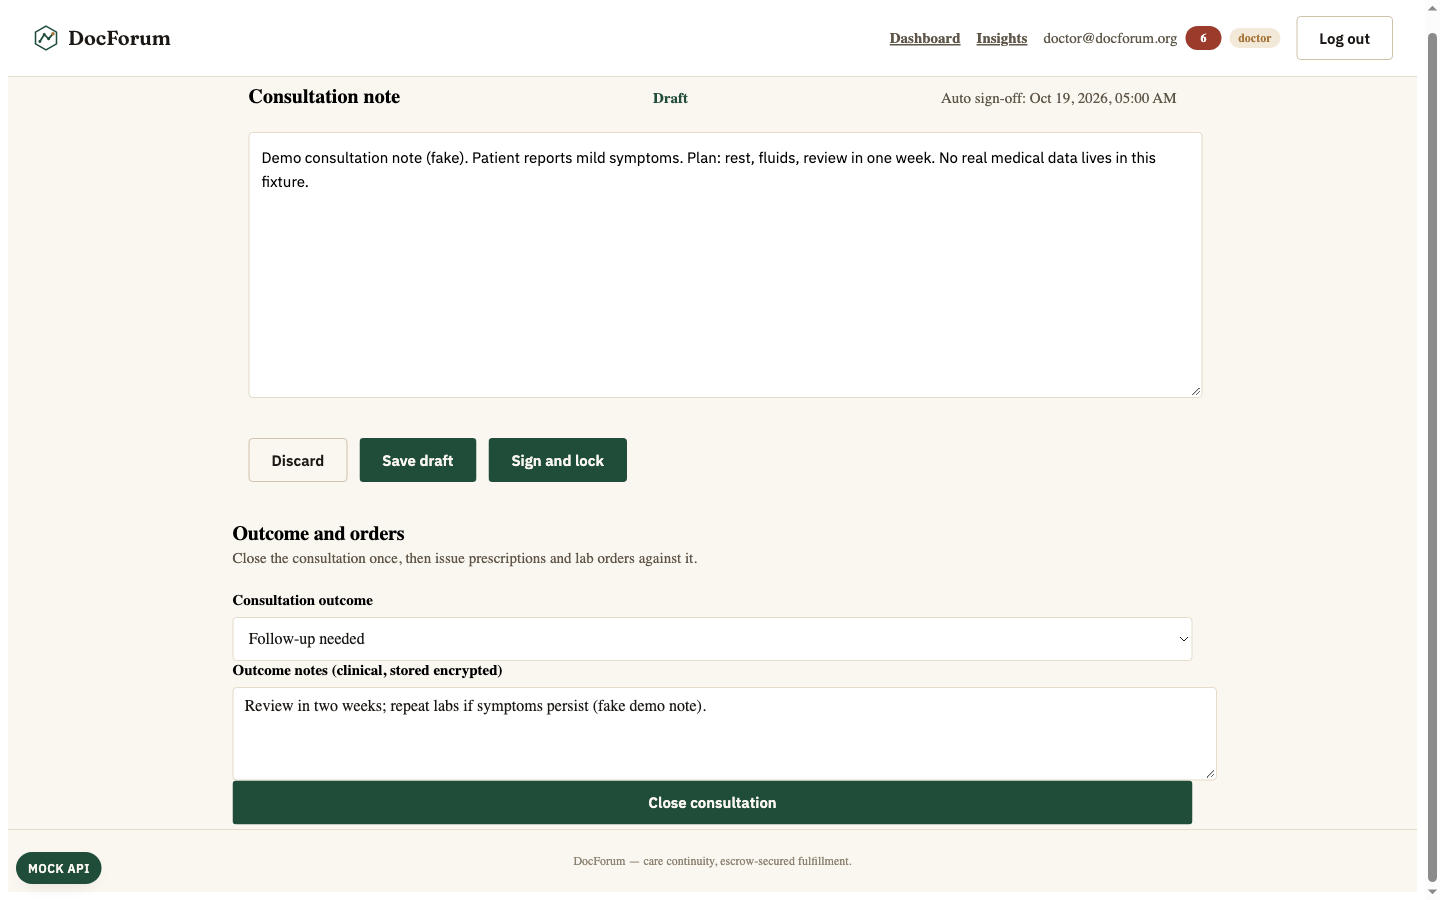 DocForum
Dashboard Insights doctor@docforum.org 6 doctor Log out
Consultation note Draft Auto sign-off: Oct 19, 2026, 05:00 AM
Demo consultation note (fake). Patient reports mild symptoms. Plan: rest, fluids, review in one week. No real medical data lives in this
fixture.
Discard Save draft Sign and lock
Outcome and orders
Close the consultation once, then issue prescriptions and lab orders against it.
Consultation outcome
Follow-up needed
Outcome notes (clinical, stored encrypted)
Review in two weeks; repeat labs if symptoms persist (fake demo note).
Close consultation
MOCK API
DocForum — care continuity, escrow-secured fulfillment.